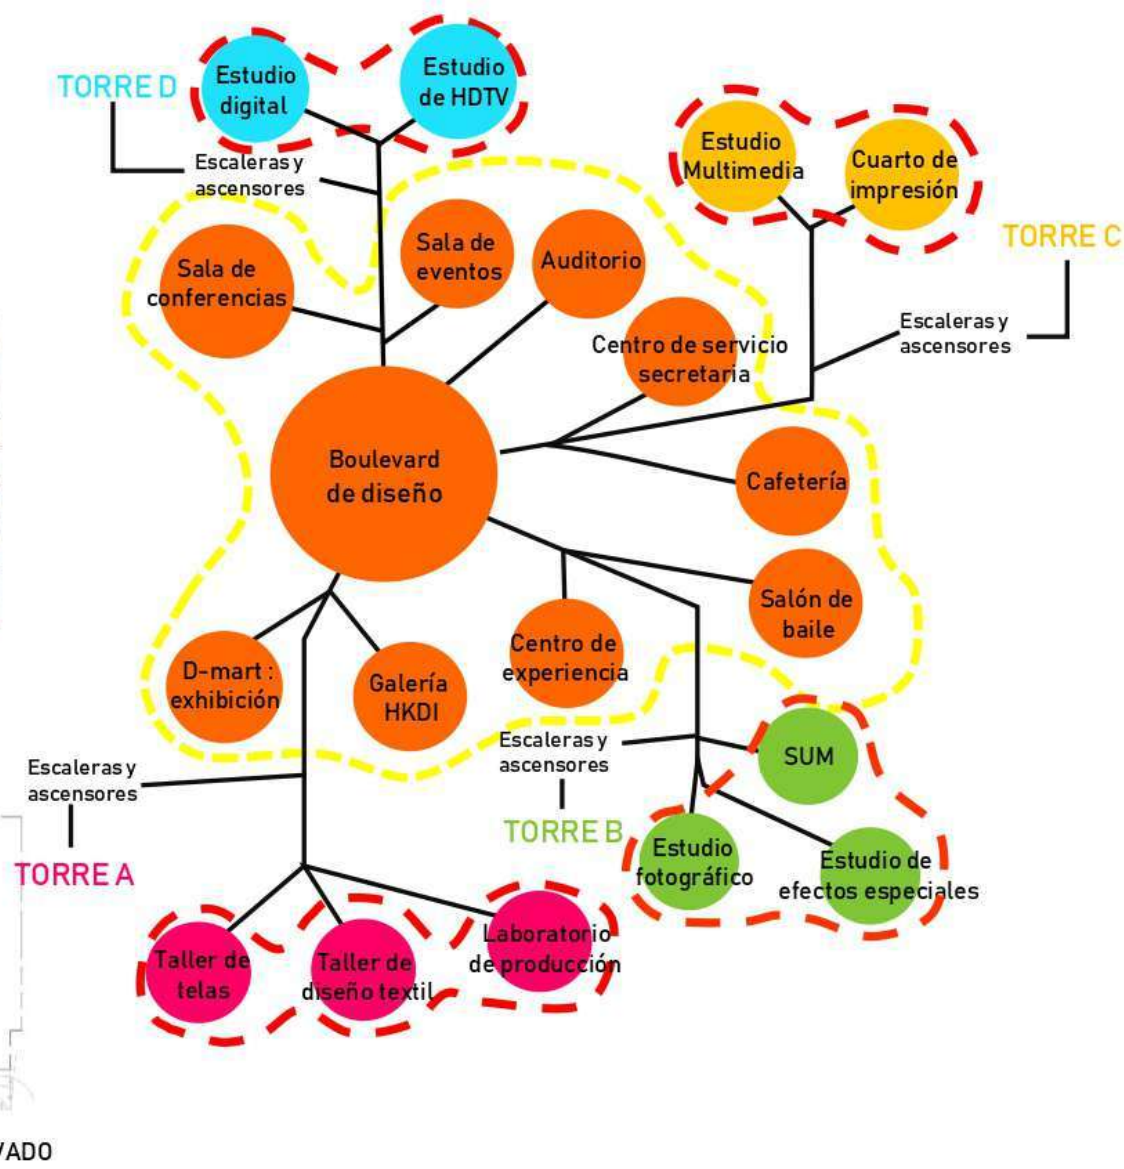 TORRE D
Estudio
digital
Estudio
de HDTV
Escaleras y
ascensores
Estudio
Multimedia
Cuarto de
impresión
TORRE C
Escaleras y
ascensores
Sala de
conferencias
Sala de
eventos
Auditorio
Centro de servicio
secretaria
Boulevard
de diseño
Cafetería
Salón de
baile
Centro de
experiencia
D-mart :
exhibición
Galería
HKDI
Escaleras y
ascensores
TORRE B
SUM
Estudio
fotográfico
Estudio de
efectos especiales
Escaleras y
ascensores
TORRE A
Taller de
telas
Taller de
diseño textil
Laboratorio
de producción
VADO